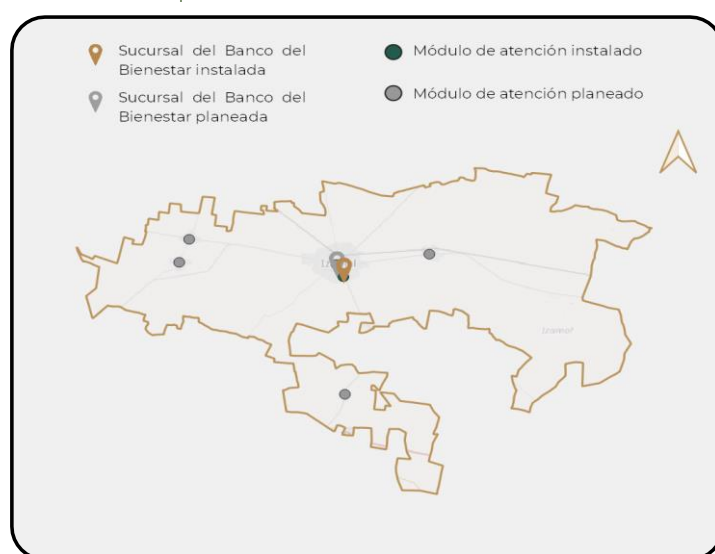 Sucursal del Banco del
Bienestar instalada
Sucursal del Banco del
Bienestar planeada
Módulo de atención instalado
Módulo de atención planeado
Izamal